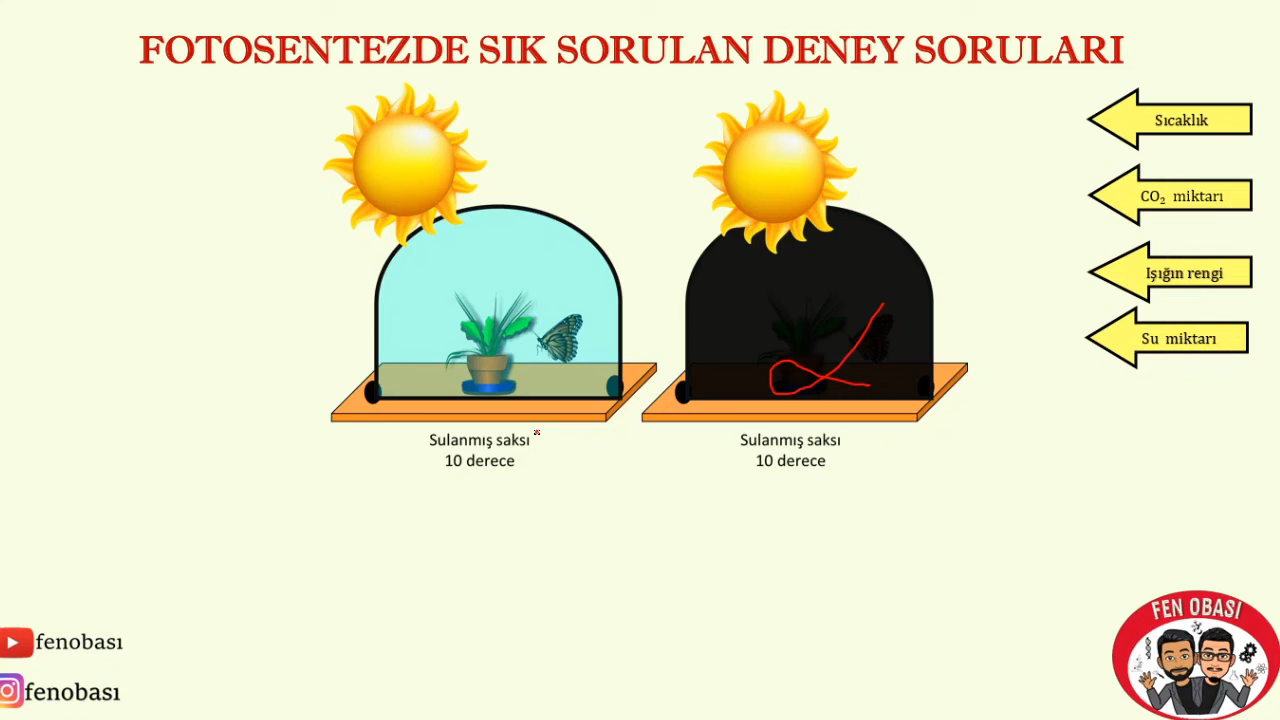 FOTOSENTEZDE SIK SORULAN DENEY SORULARI
Sıcaklık
CO₂ miktarı
Işığın rengi
Su miktarı
Sulanmış saksı
10 derece
Sulanmış saksı
10 derece
fenobası
fenobası
FEN OBASI